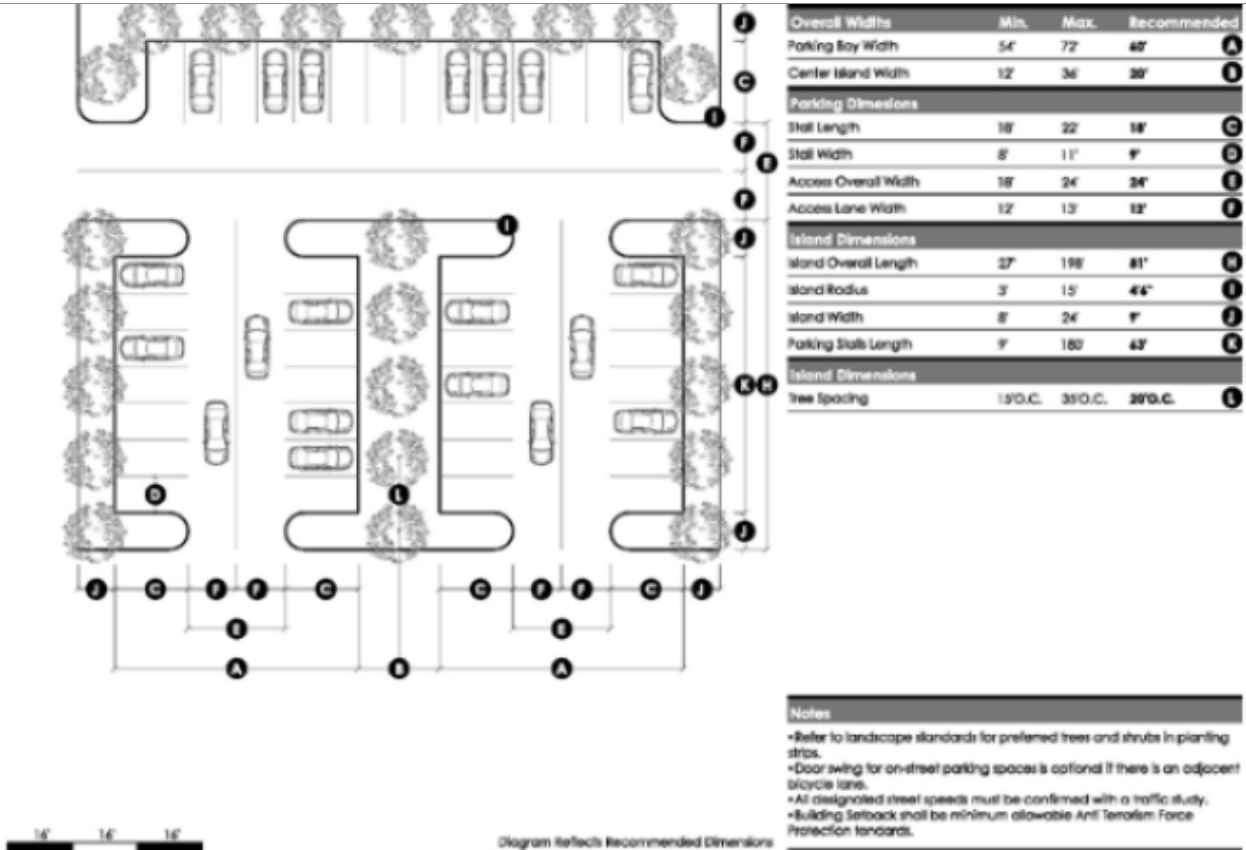 J
C
I
F
E
F
I
J
K H
D
L
J
J C F F C C F F C J
E E
A B A
16' 16' 16'
Diagram Reflects Recommended Dimensions
Overall Widths Min. Max. Recommended
Parking Bay Width 54' 72' 60' A
Center Island Width 12' 36' 20' B
Parking Dimesions
Stall Length 18' 22' 18' C
Stall Width 8' 11' 9' D
Access Overall Width 18' 24' 24' E
Access Lane Width 12' 13' 12' F
Island Dimensions
Island Overall Length 27' 198' 81' H
Island Radius 3' 15' 4'6" I
Island Width 8' 24' 9' J
Parking Stalls Length 9' 180' 63' K
Island Dimensions
Tree Spacing 15'O.C. 35'O.C. 20'O.C. L
Notes
•Refer to landscape standards for preferred trees and shrubs in planting
strips.
•Door swing for on-street parking spaces is optional if there is an adjacent
bicycle lane.
•All designated street speeds must be confirmed with a traffic study.
•Building Setback shall be minimum allowable Anti Terrorism Force
Protection tandards.